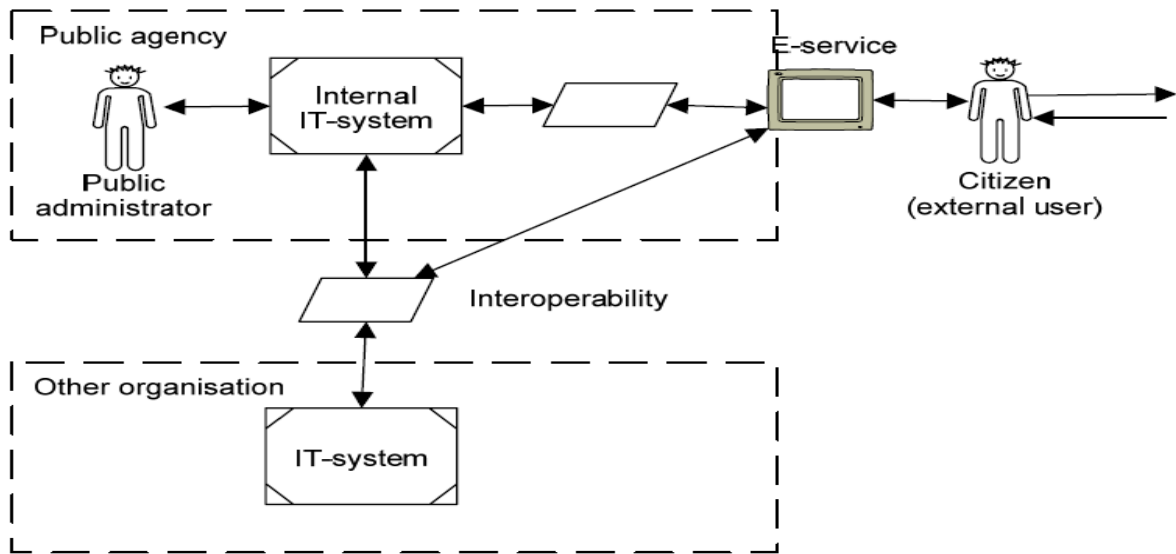 Public agency
E-service
Internal
IT-system
Public
administrator
Citizen
(external user)
Interoperability
Other organisation
IT-system